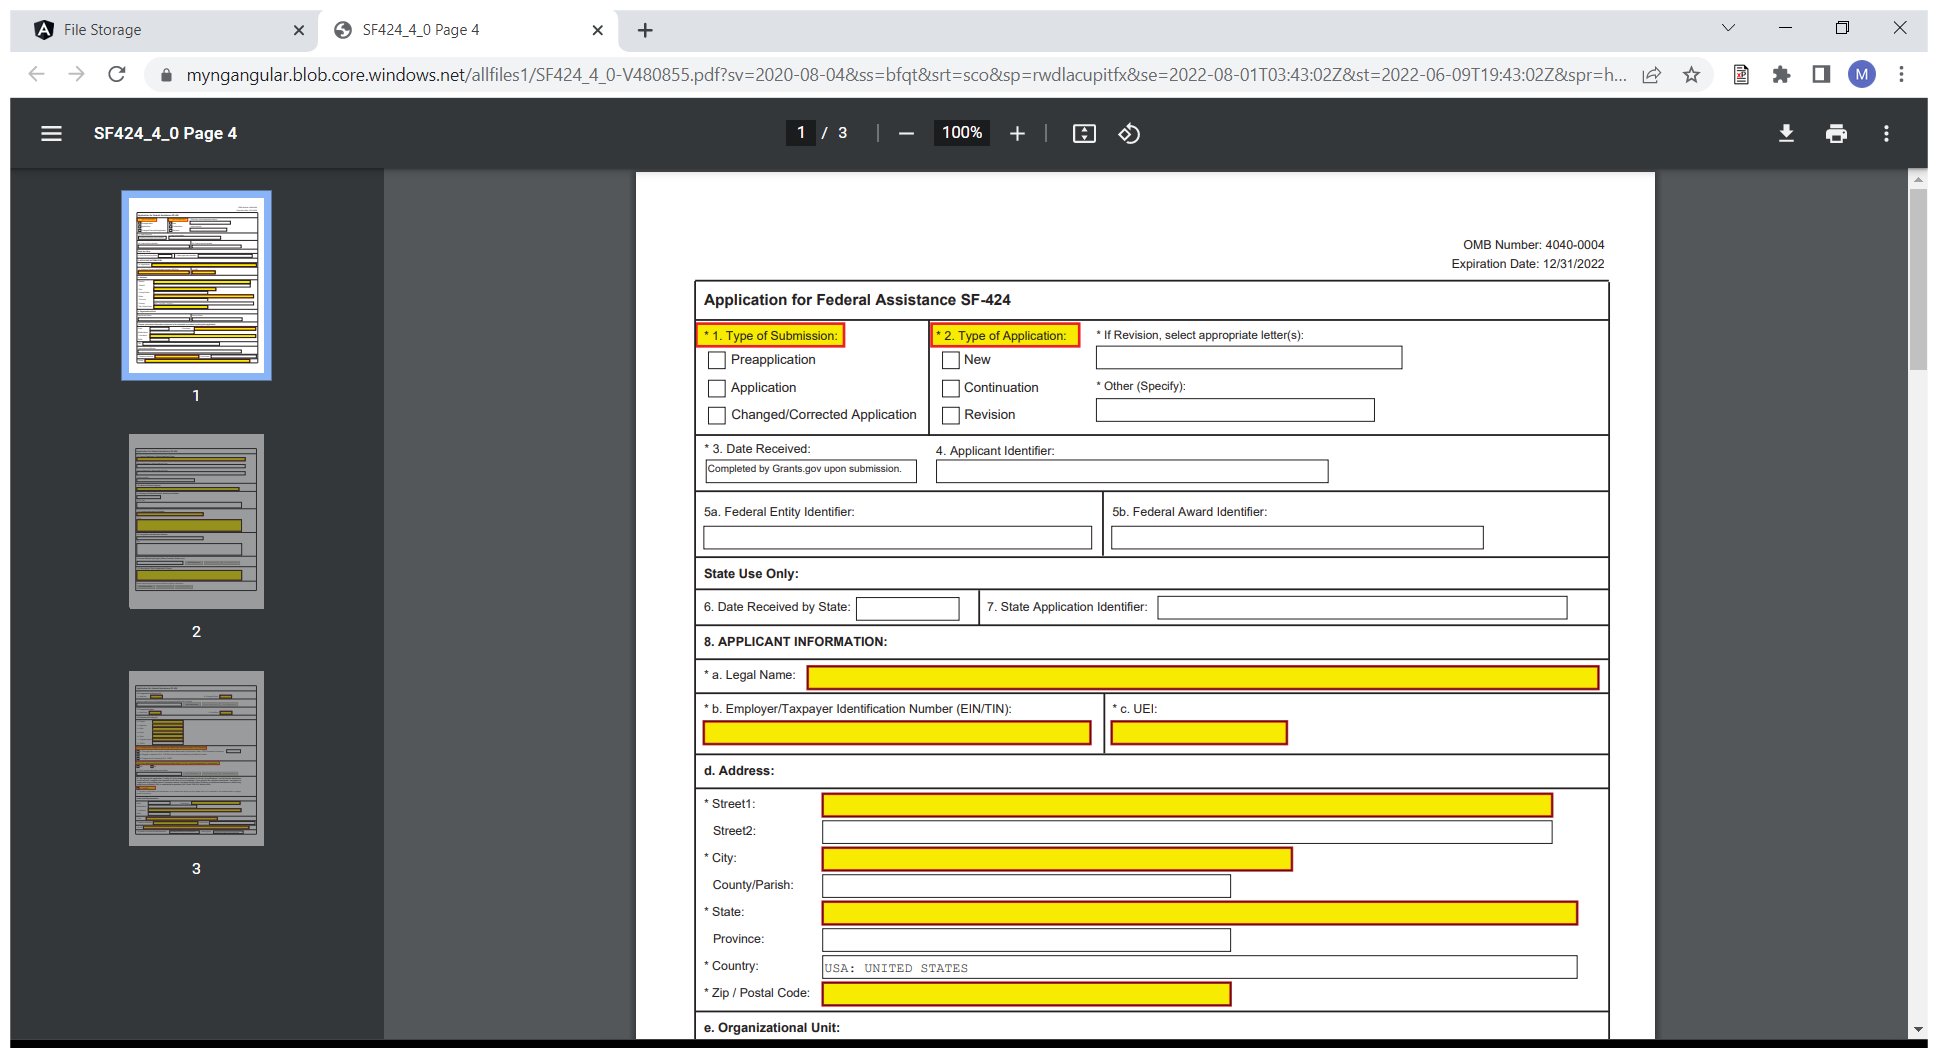 File Storage
SF424_4_0 Page 4
myngangular.blob.core.windows.net/allfiles1/SF424_4_0-V480855.pdf?sv=2020-08-04&ss=bfqt&srt=sco&sp=rwdlacupitfx&se=2022-08-01T03:43:02Z&st=2022-06-09T19:43:02Z&spr=h...
M
SF424_4_0 Page 4
1 / 3
100%
1
2
3
OMB Number: 4040-0004
Expiration Date: 12/31/2022
Application for Federal Assistance SF-424
* 1. Type of Submission:
Preapplication
Application
Changed/Corrected Application
* 2. Type of Application:
New
Continuation
Revision
* If Revision, select appropriate letter(s):
* Other (Specify):
* 3. Date Received:
Completed by Grants.gov upon submission.
4. Applicant Identifier:
5a. Federal Entity Identifier:
5b. Federal Award Identifier:
State Use Only:
6. Date Received by State:
7. State Application Identifier:
8. APPLICANT INFORMATION:
* a. Legal Name:
* b. Employer/Taxpayer Identification Number (EIN/TIN):
* c. UEI:
d. Address:
* Street1:
Street2:
* City:
County/Parish:
* State:
Province:
* Country:
USA: UNITED STATES
* Zip / Postal Code:
e. Organizational Unit: